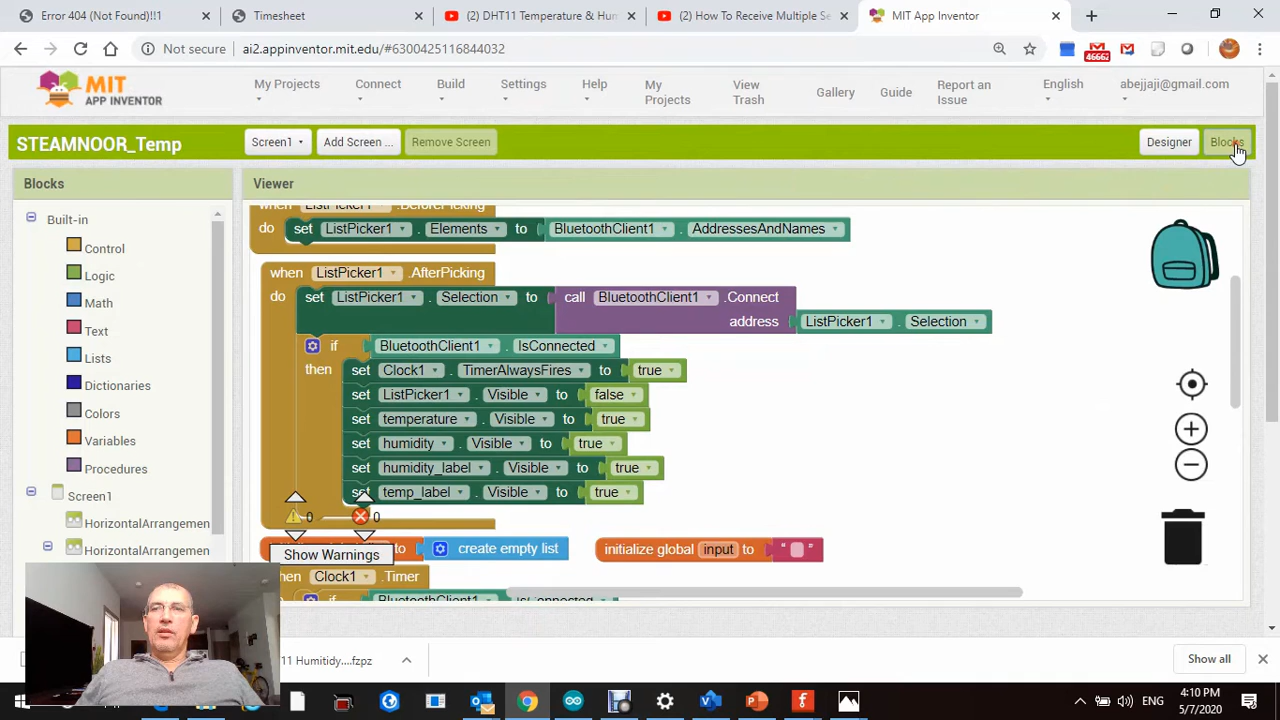 Error 404 (Not Found)!!1
Timesheet
(2) DHT11 Temperature & Hum
(2) How To Receive Multiple Se
MIT App Inventor
Not secure
ai2.appinventor.mit.edu/#6300425116844032
46662
MIT
APP INVENTOR
My Projects
Connect
Build
Settings
Help
My Projects
View Trash
Gallery
Guide
Report an Issue
English
abejjaji@gmail.com
STEAMNOOR_Temp
Screen1
Add Screen ...
Remove Screen
Designer
Blocks
Blocks
Viewer
Built-in
Control
Logic
Math
Text
Lists
Dictionaries
Colors
Variables
Procedures
Screen1
HorizontalArrangemen
HorizontalArrangemen
when ListPicker1 .BeforePicking
do set ListPicker1 . Elements to BluetoothClient1 . AddressesAndNames
when ListPicker1 .AfterPicking
do set ListPicker1 . Selection to call BluetoothClient1 .Connect
address ListPicker1 . Selection
if BluetoothClient1 . IsConnected
then set Clock1 . TimerAlwaysFires to true
set ListPicker1 . Visible to false
set temperature . Visible to true
set humidity . Visible to true
set humidity_label . Visible to true
set temp_label . Visible to true
0 0
Show Warnings
to create empty list
initialize global input to " "
when Clock1 .Timer
if BluetoothClient1 . IsConnected
11 Humitidy....fzpz
Show all
ENG
4:10 PM
5/7/2020